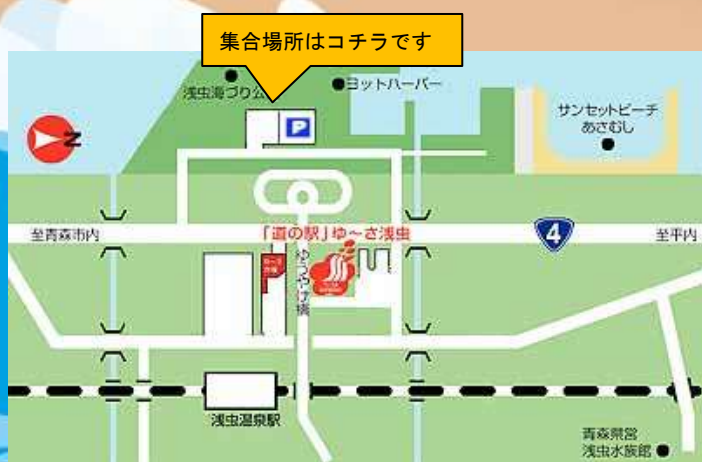 集合場所はコチラです
浅虫海づり公
ヨットハーバー
サンセットビーチ
あさむし
P
N
至青森市内
「道の駅」ゆ〜さ浅虫
4
至平内
ゆうやけ橋
浅虫温泉駅
青森県営
浅虫水族館